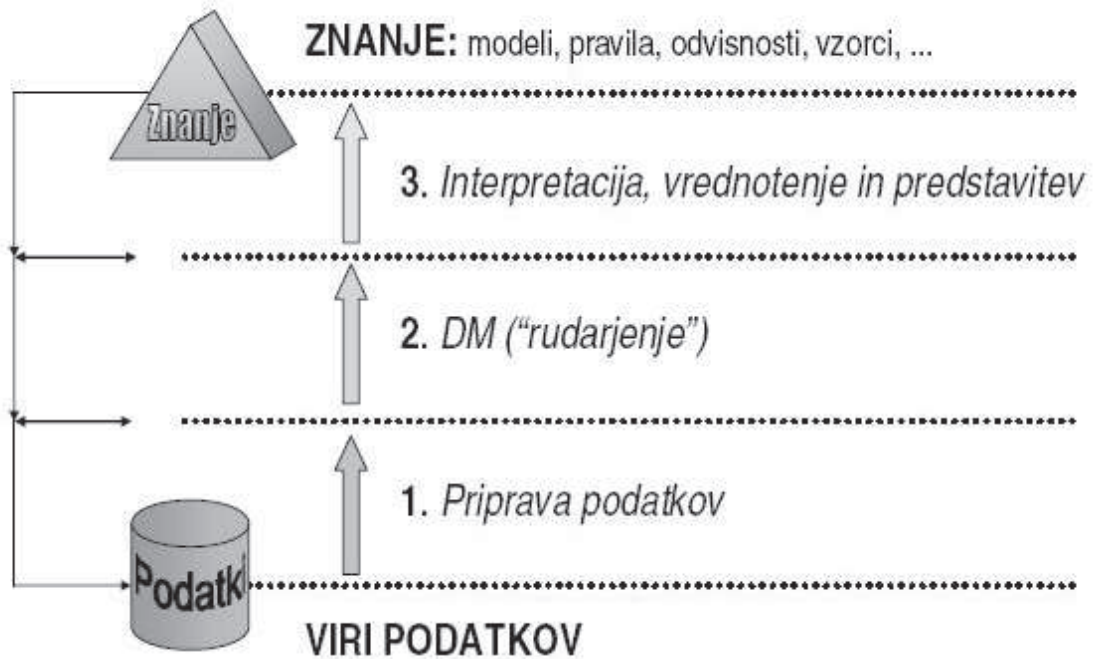 ZNANJE: modeli, pravila, odvisnosti, vzorci, ...
Znanje
3. Interpretacija, vrednotenje in predstavitev
2. DM (“rudarjenje”)
1. Priprava podatkov
Podatki
VIRI PODATKOV